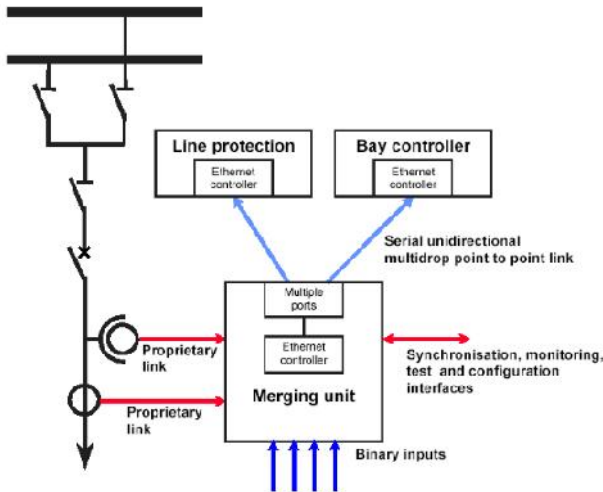 Line protection
Ethernet
controller
Bay controller
Ethernet
controller
Serial unidirectional
multidrop point to point link
Multiple
ports
Ethernet
controller
Merging unit
Proprietary
link
Proprietary
link
Synchronisation, monitoring,
test and configuration
interfaces
Binary inputs